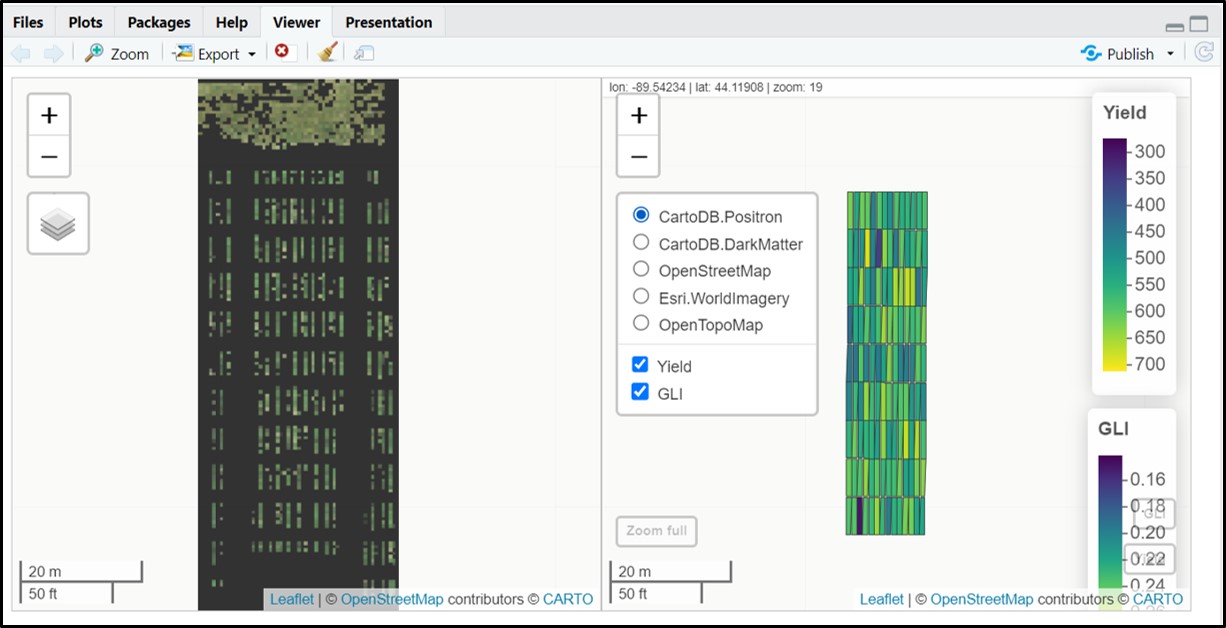 Files Plots Packages Help Viewer Presentation
Zoom Export Publish
lon: -89.54234 | lat: 44.11908 | zoom: 19
+
−
+
−
CartoDB.Positron
CartoDB.DarkMatter
OpenStreetMap
Esri.WorldImagery
OpenTopoMap
Yield
GLI
Yield
300
350
400
450
500
550
600
650
700
GLI
0.16
0.18
0.20
0.22
0.24
0.26
GLI
Zoom full
20 m
50 ft
Leaflet | © OpenStreetMap contributors © CARTO
20 m
50 ft
Leaflet | © OpenStreetMap contributors © CARTO